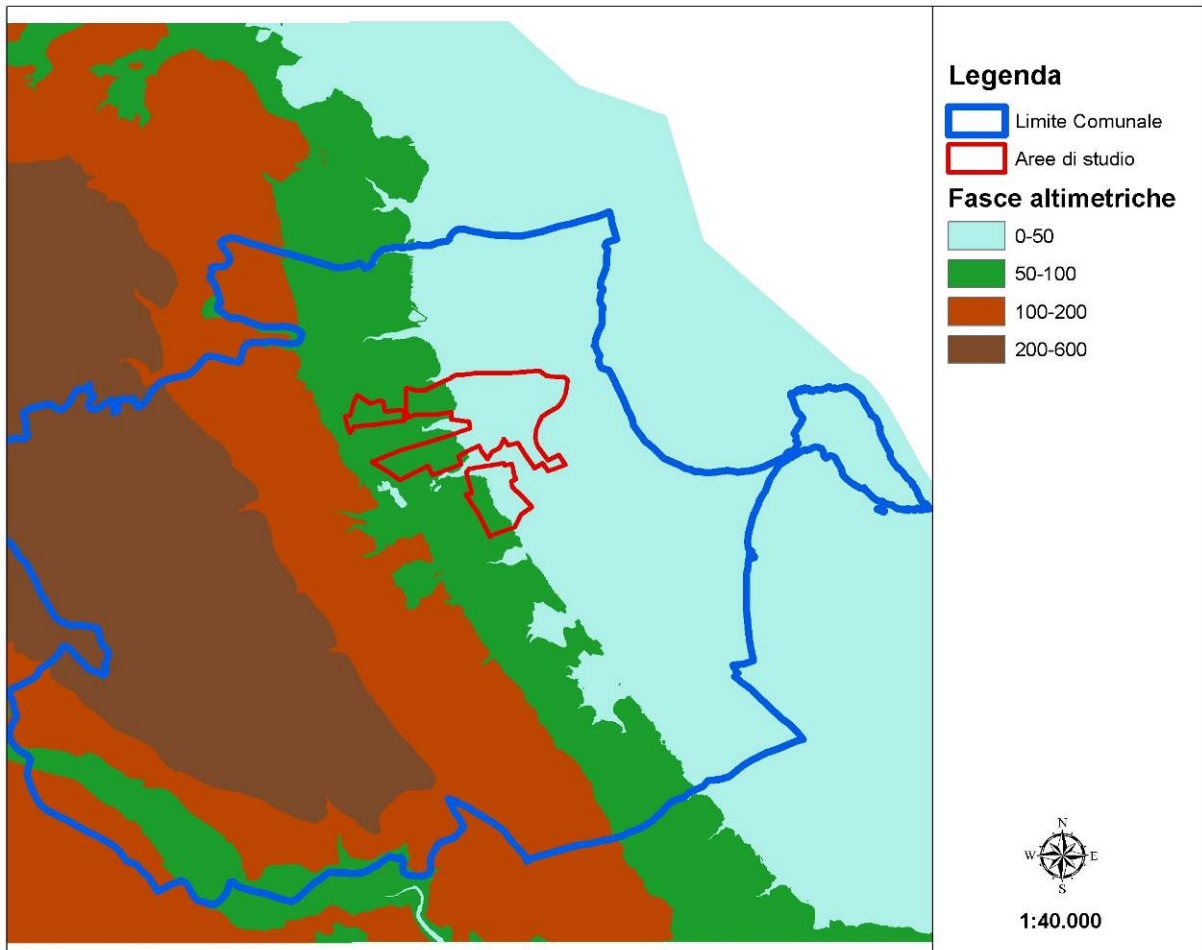 Legenda
Limite Comunale
Aree di studio
Fasce altimetriche
0-50
50-100
100-200
200-600
N
W E
S
1:40.000